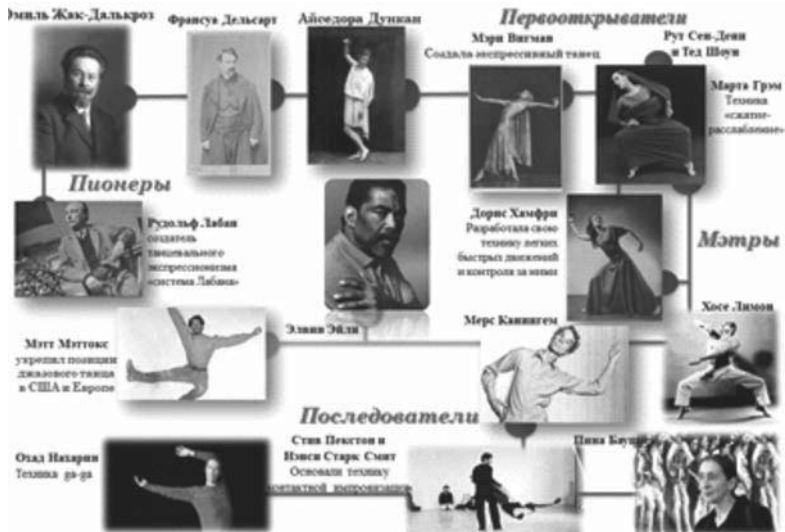 Эмиль Жак-Далькроз
Франсуа Дельсарт
Айседора Дункан
Первооткрыватели
Мэри Вигман
Создала экспрессивный танец
Рут Сен-Дени
и Тед Шоун
Марта Грэм
Техника
«сжатие-
расслабление»
Пионеры
Рудольф Лабан
создатель
танцевального
экспрессионизма
«система Лабана»
Дорис Хамфри
Разработала свою
технику легких
быстрых движений
и контроля за ними
Мэтры
Мэтт Мэттокс
укрепил позиции
джазового танца
в США и Европе
Элвин Эйли
Мерс Каннингем
Хосе Лимон
Последователи
Охад Нахарин
Техника ga-ga
Стив Пекстон и
Нэнси Старк Смит
Основали технику
контактной импровизации
Пина Бауш